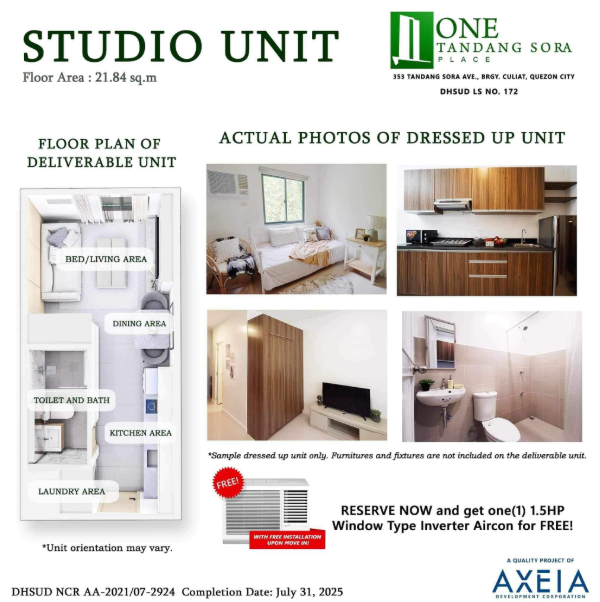 STUDIO UNIT
Floor Area : 21.84 sq.m
ONE
TANDANG SORA
PLACE
353 TANDANG SORA AVE., BRGY. CULIAT, QUEZON CITY
DHSUD LS NO. 172
FLOOR PLAN OF
DELIVERABLE UNIT
ACTUAL PHOTOS OF DRESSED UP UNIT
BED/LIVING AREA
DINING AREA
TOILET AND BATH
KITCHEN AREA
LAUNDRY AREA
*Unit orientation may vary.
*Sample dressed up unit only. Furnitures and fixtures are not included on the deliverable unit.
FREE!
WITH FREE INSTALLATION
UPON MOVE IN!
RESERVE NOW and get one(1) 1.5HP
Window Type Inverter Aircon for FREE!
A QUALITY PROJECT OF
AXEIA
DEVELOPMENT CORPORATION
DHSUD NCR AA-2021/07-2924 Completion Date: July 31, 2025